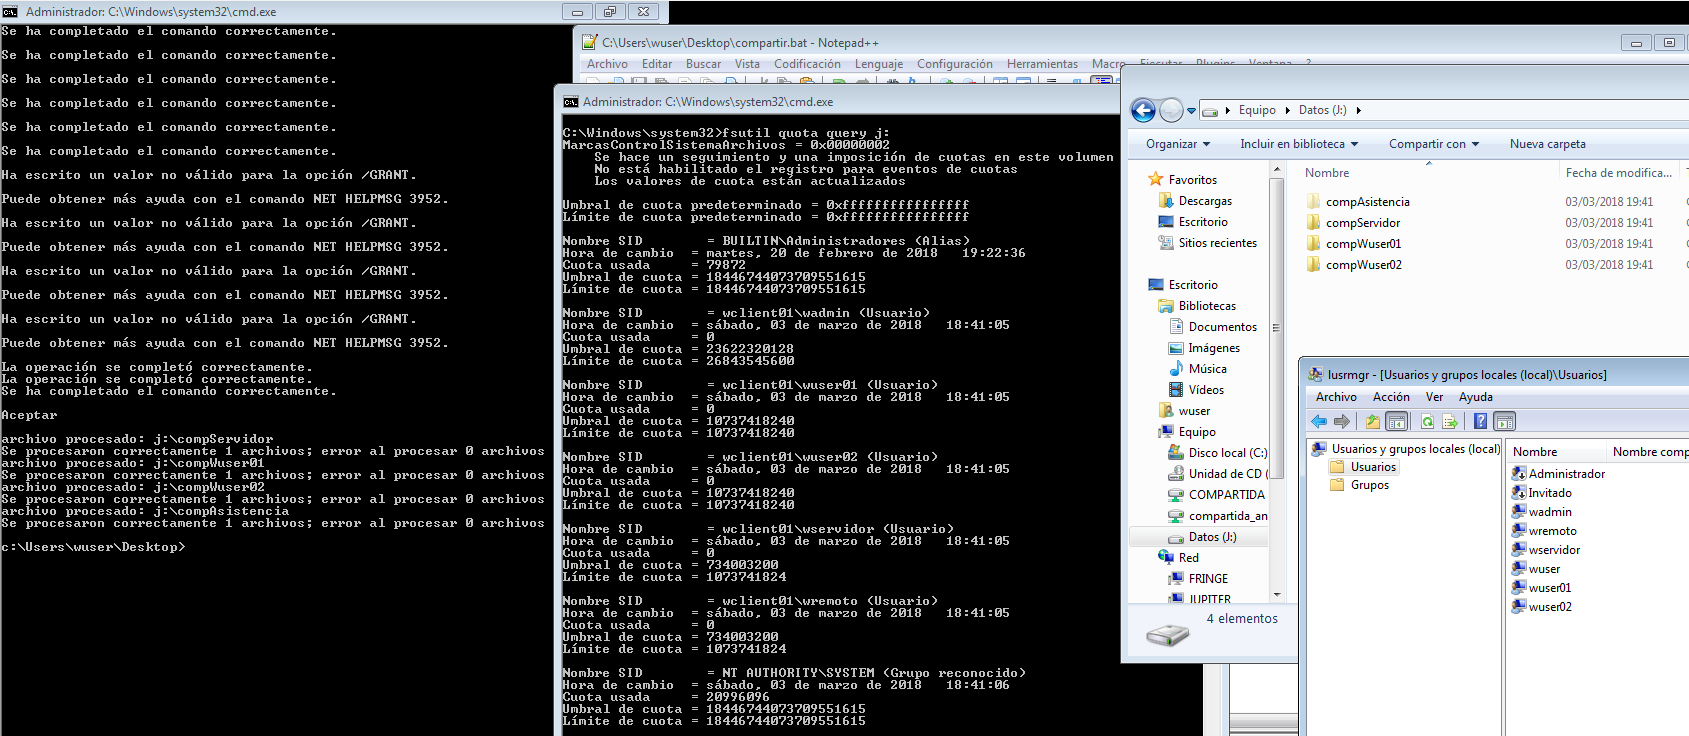 Administrador: C:\Windows\system32\cmd.exe
Se ha completado el comando correctamente.
Se ha completado el comando correctamente.
Se ha completado el comando correctamente.
Se ha completado el comando correctamente.
Se ha completado el comando correctamente.
Se ha completado el comando correctamente.
Ha escrito un valor no válido para la opción /GRANT.
Puede obtener más ayuda con el comando NET HELPMSG 3952.
Ha escrito un valor no válido para la opción /GRANT.
Puede obtener más ayuda con el comando NET HELPMSG 3952.
Ha escrito un valor no válido para la opción /GRANT.
Puede obtener más ayuda con el comando NET HELPMSG 3952.
Ha escrito un valor no válido para la opción /GRANT.
Puede obtener más ayuda con el comando NET HELPMSG 3952.
La operación se completó correctamente.
La operación se completó correctamente.
Se ha completado el comando correctamente.
Aceptar
archivo procesado: j:\compServidor
Se procesaron correctamente 1 archivos; error al procesar 0 archivos
archivo procesado: j:\compWuser01
Se procesaron correctamente 1 archivos; error al procesar 0 archivos
archivo procesado: j:\compWuser02
Se procesaron correctamente 1 archivos; error al procesar 0 archivos
archivo procesado: j:\compAsistencia
Se procesaron correctamente 1 archivos; error al procesar 0 archivos
c:\Users\wuser\Desktop>
C:\Users\wuser\Desktop\compartir.bat - Notepad++
Archivo Editar Buscar Vista Codificación Lenguaje Configuración Herramientas Macro Ejecutar Plugins Ventana ?
Administrador: C:\Windows\system32\cmd.exe
C:\Windows\system32>fsutil quota query j:
MarcasControlSistemaArchivos = 0x00000002
Se hace un seguimiento y una imposición de cuotas en este volumen
No está habilitado el registro para eventos de cuotas
Los valores de cuota están actualizados
Umbral de cuota predeterminado = 0xffffffffffffffff
Límite de cuota predeterminado = 0xffffffffffffffff
Nombre SID = BUILTIN\Administradores (Alias)
Hora de cambio = martes, 20 de febrero de 2018 19:22:36
Cuota usada = 79872
Umbral de cuota = 18446744073709551615
Límite de cuota = 18446744073709551615
Nombre SID = wclient01\wadmin (Usuario)
Hora de cambio = sábado, 03 de marzo de 2018 18:41:05
Cuota usada = 0
Umbral de cuota = 23622320128
Límite de cuota = 26843545600
Nombre SID = wclient01\wuser01 (Usuario)
Hora de cambio = sábado, 03 de marzo de 2018 18:41:05
Cuota usada = 0
Umbral de cuota = 10737418240
Límite de cuota = 10737418240
Nombre SID = wclient01\wuser02 (Usuario)
Hora de cambio = sábado, 03 de marzo de 2018 18:41:05
Cuota usada = 0
Umbral de cuota = 10737418240
Límite de cuota = 10737418240
Nombre SID = wclient01\wservidor (Usuario)
Hora de cambio = sábado, 03 de marzo de 2018 18:41:05
Cuota usada = 0
Umbral de cuota = 734003200
Límite de cuota = 1073741824
Nombre SID = wclient01\wremoto (Usuario)
Hora de cambio = sábado, 03 de marzo de 2018 18:41:05
Cuota usada = 0
Umbral de cuota = 734003200
Límite de cuota = 1073741824
Nombre SID = NT AUTHORITY\SYSTEM (Grupo reconocido)
Hora de cambio = sábado, 03 de marzo de 2018 18:41:06
Cuota usada = 20996096
Umbral de cuota = 18446744073709551615
Límite de cuota = 18446744073709551615
Equipo Datos (J:)
Organizar Incluir en biblioteca Compartir con Nueva carpeta
Favoritos
Descargas
Escritorio
Sitios recientes
Escritorio
Bibliotecas
Documentos
Imágenes
Música
Vídeos
wuser
Equipo
Disco local (C:)
Unidad de CD (
COMPARTIDA
compartida_an
Datos (J:)
Red
FRINGE
JUPITER
Nombre Fecha de modifica...
compAsistencia 03/03/2018 19:41
compServidor 03/03/2018 19:41
compWuser01 03/03/2018 19:41
compWuser02 03/03/2018 19:41
4 elementos
lusrmgr - [Usuarios y grupos locales (local)\Usuarios]
Archivo Acción Ver Ayuda
Usuarios y grupos locales (local)
Usuarios
Grupos
Nombre Nombre comp
Administrador
Invitado
wadmin
wremoto
wservidor
wuser
wuser01
wuser02